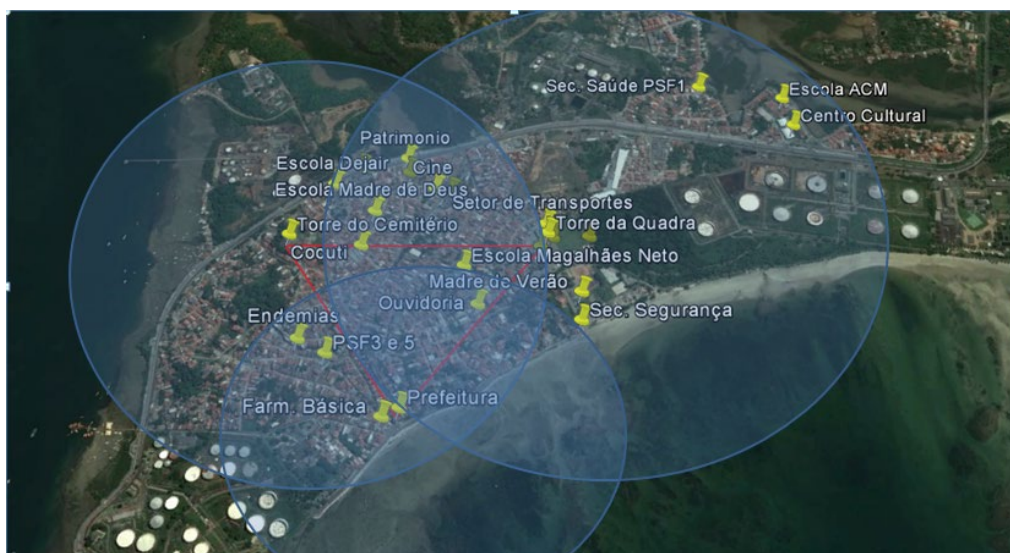 Sec. Saúde PSF1
Escola ACM
Centro Cultural
Patrimonio
Cine
Escola Dejair
Escola Madre de Deus
Setor de Transportes
Torre do Cemitério
Torre da Quadra
Cocuti
Escola Magalhães Neto
Madre de Verão
Ouvidoria
Sec. Segurança
Endemias
PSF3 e 5
Prefeitura
Farm. Básica